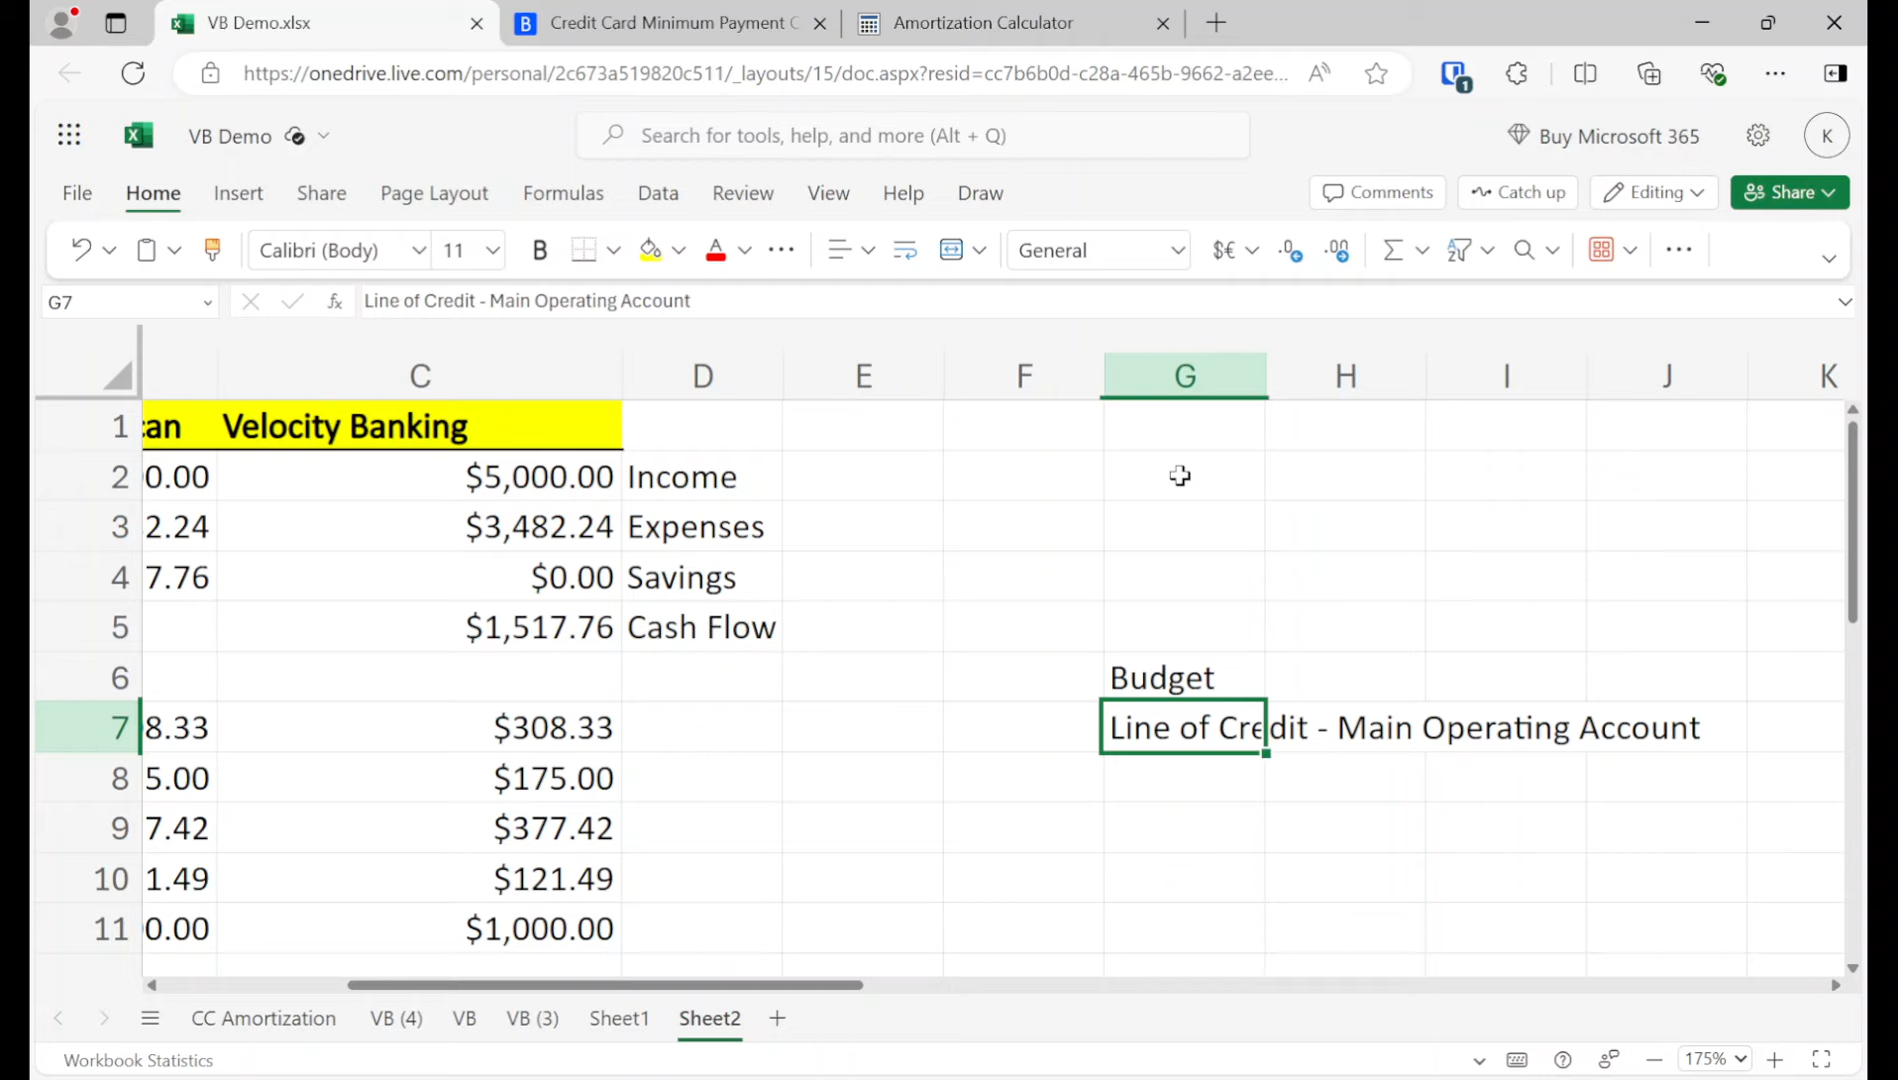 VB Demo.xlsx
Credit Card Minimum Payment C
Amortization Calculator
https://onedrive.live.com/personal/2c673a519820c511/_layouts/15/doc.aspx?resid=cc7b6b0d-c28a-465b-9662-a2ee...
VB Demo
Search for tools, help, and more (Alt + Q)
Buy Microsoft 365
K
File Home Insert Share Page Layout Formulas Data Review View Help Draw
Comments Catch up Editing Share
Calibri (Body) 11 B A General $€ .0 .00
G7 fx Line of Credit - Main Operating Account
C D E F G H I J K
1 can Velocity Banking
2 0.00 $5,000.00 Income
3 2.24 $3,482.24 Expenses
4 7.76 $0.00 Savings
5 $1,517.76 Cash Flow
6 Budget
7 8.33 $308.33 Line of Credit - Main Operating Account
8 5.00 $175.00
9 7.42 $377.42
10 1.49 $121.49
11 0.00 $1,000.00
CC Amortization VB (4) VB VB (3) Sheet1 Sheet2
Workbook Statistics 175%